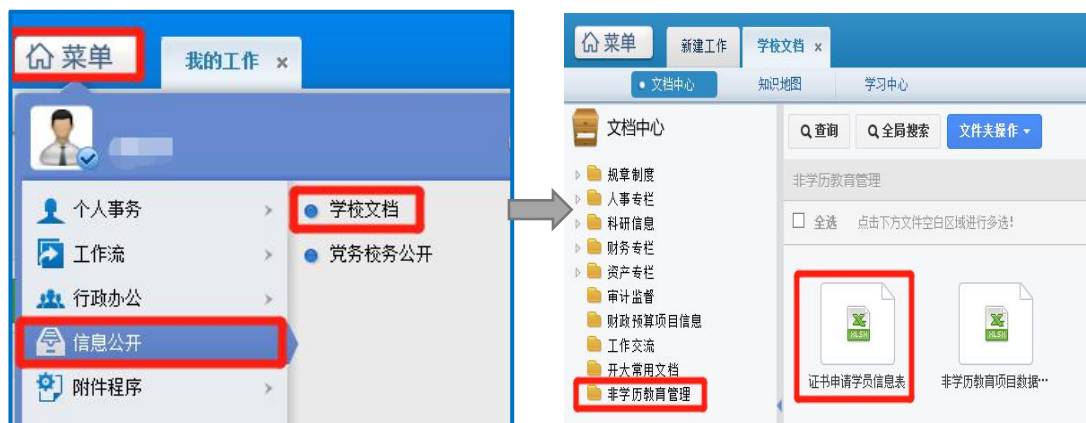 菜单
我的工作 ×
个人事务
工作流
行政办公
信息公开
附件程序
学校文档
党务校务公开
菜单
新建工作
学校文档 ×
文档中心
知识地图
学习中心
文档中心
规章制度
人事专栏
科研信息
财务专栏
资产专栏
审计监督
财政预算项目信息
工作交流
开大常用文档
非学历教育管理
查询
全局搜索
文件夹操作
非学历教育管理
全选 点击下方文件空白区域进行多选!
XLSX
XLSX
证书申请学员信息表
非学历教育项目数据…